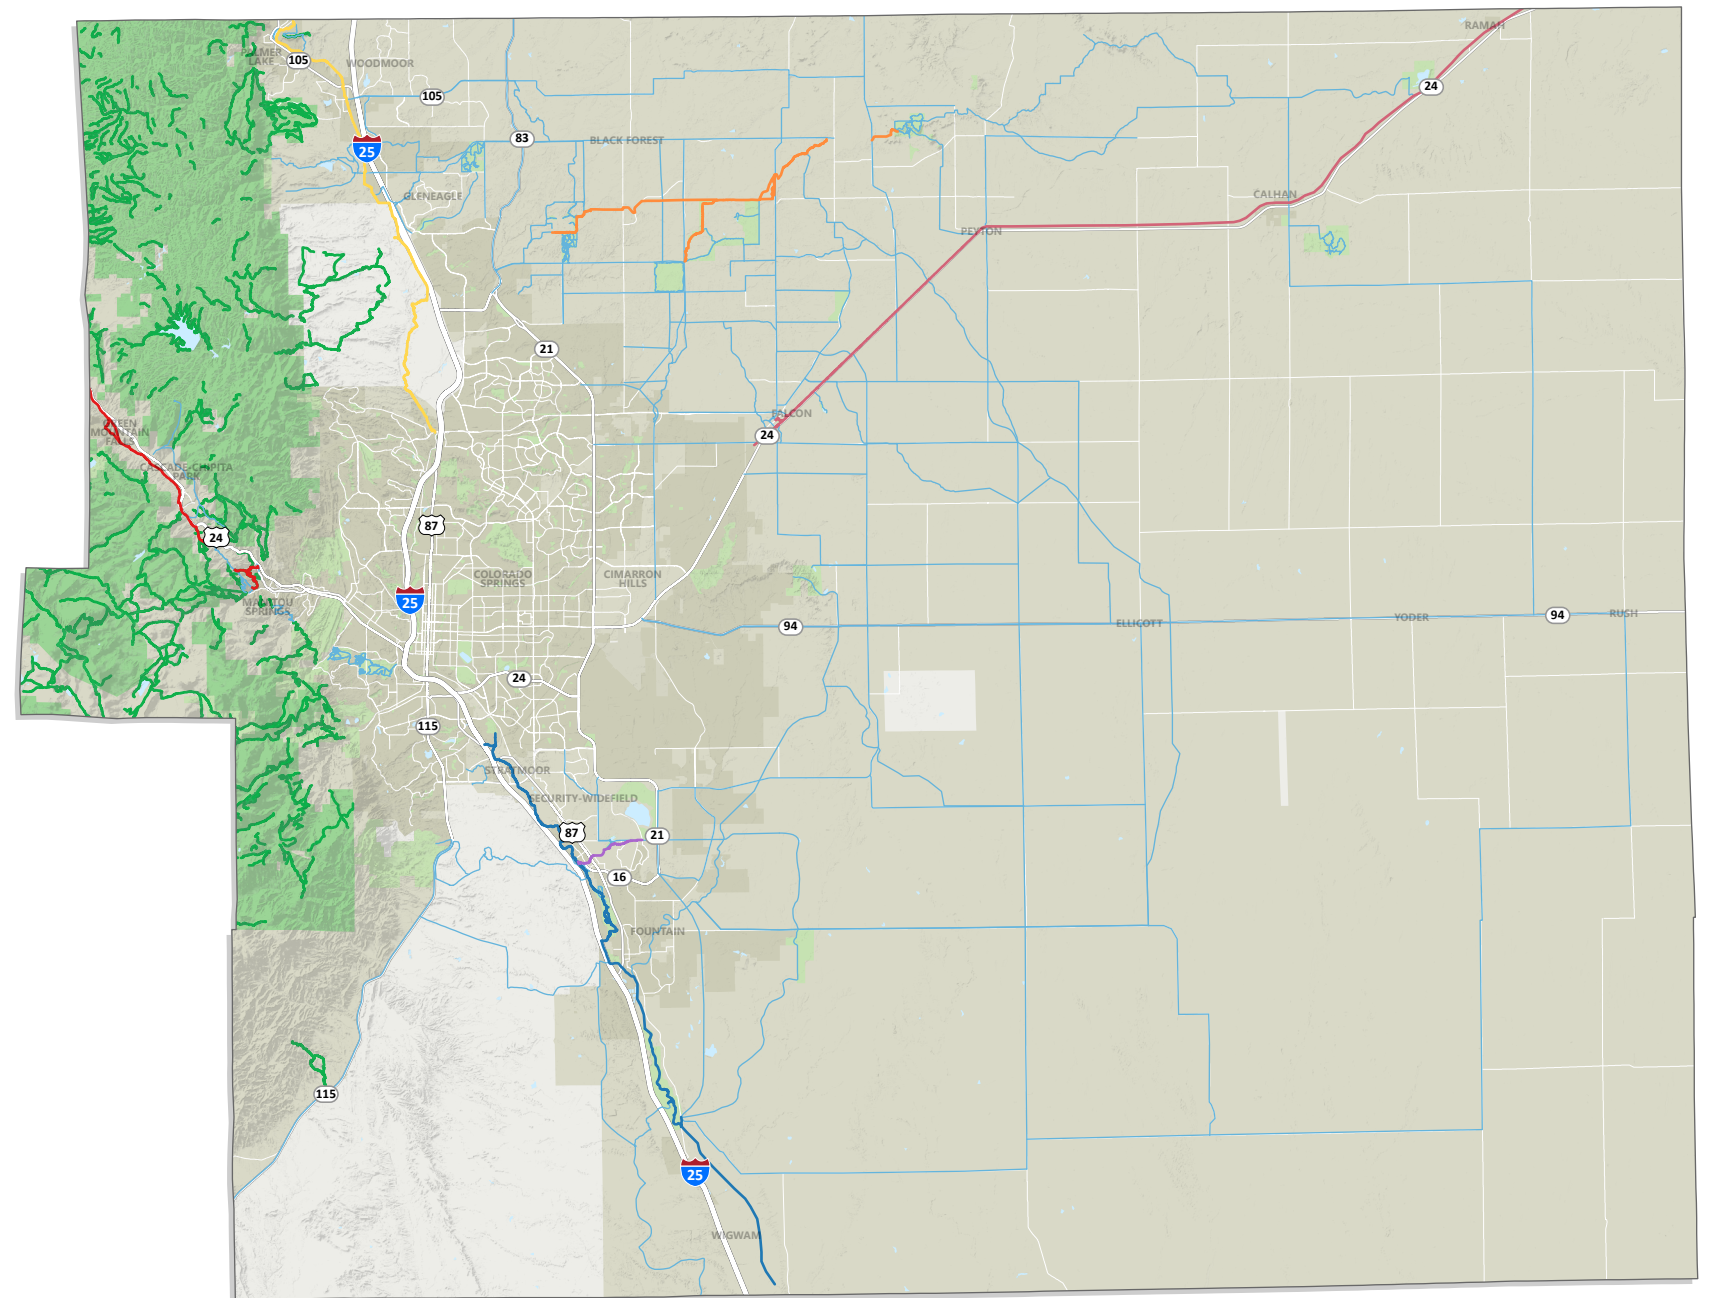 RAMAH
PALMER
LAKE
105
WOODMOOR
24
105
83
BLACK FOREST
25
GLENEAGLE
CALHAN
PEYTON
21
FALCON
24
GREEN
MOUNTAIN
FALLS
CASCADE-CHIPITA
PARK
87
24
COLORADO
SPRINGS
CIMARRON
HILLS
25
MANITOU
SPRINGS
94
ELLICOTT
YODER
94
RUSH
24
115
STRATMOOR
SECURITY-WIDEFIELD
87
21
16
FOUNTAIN
115
25
WIGWAM